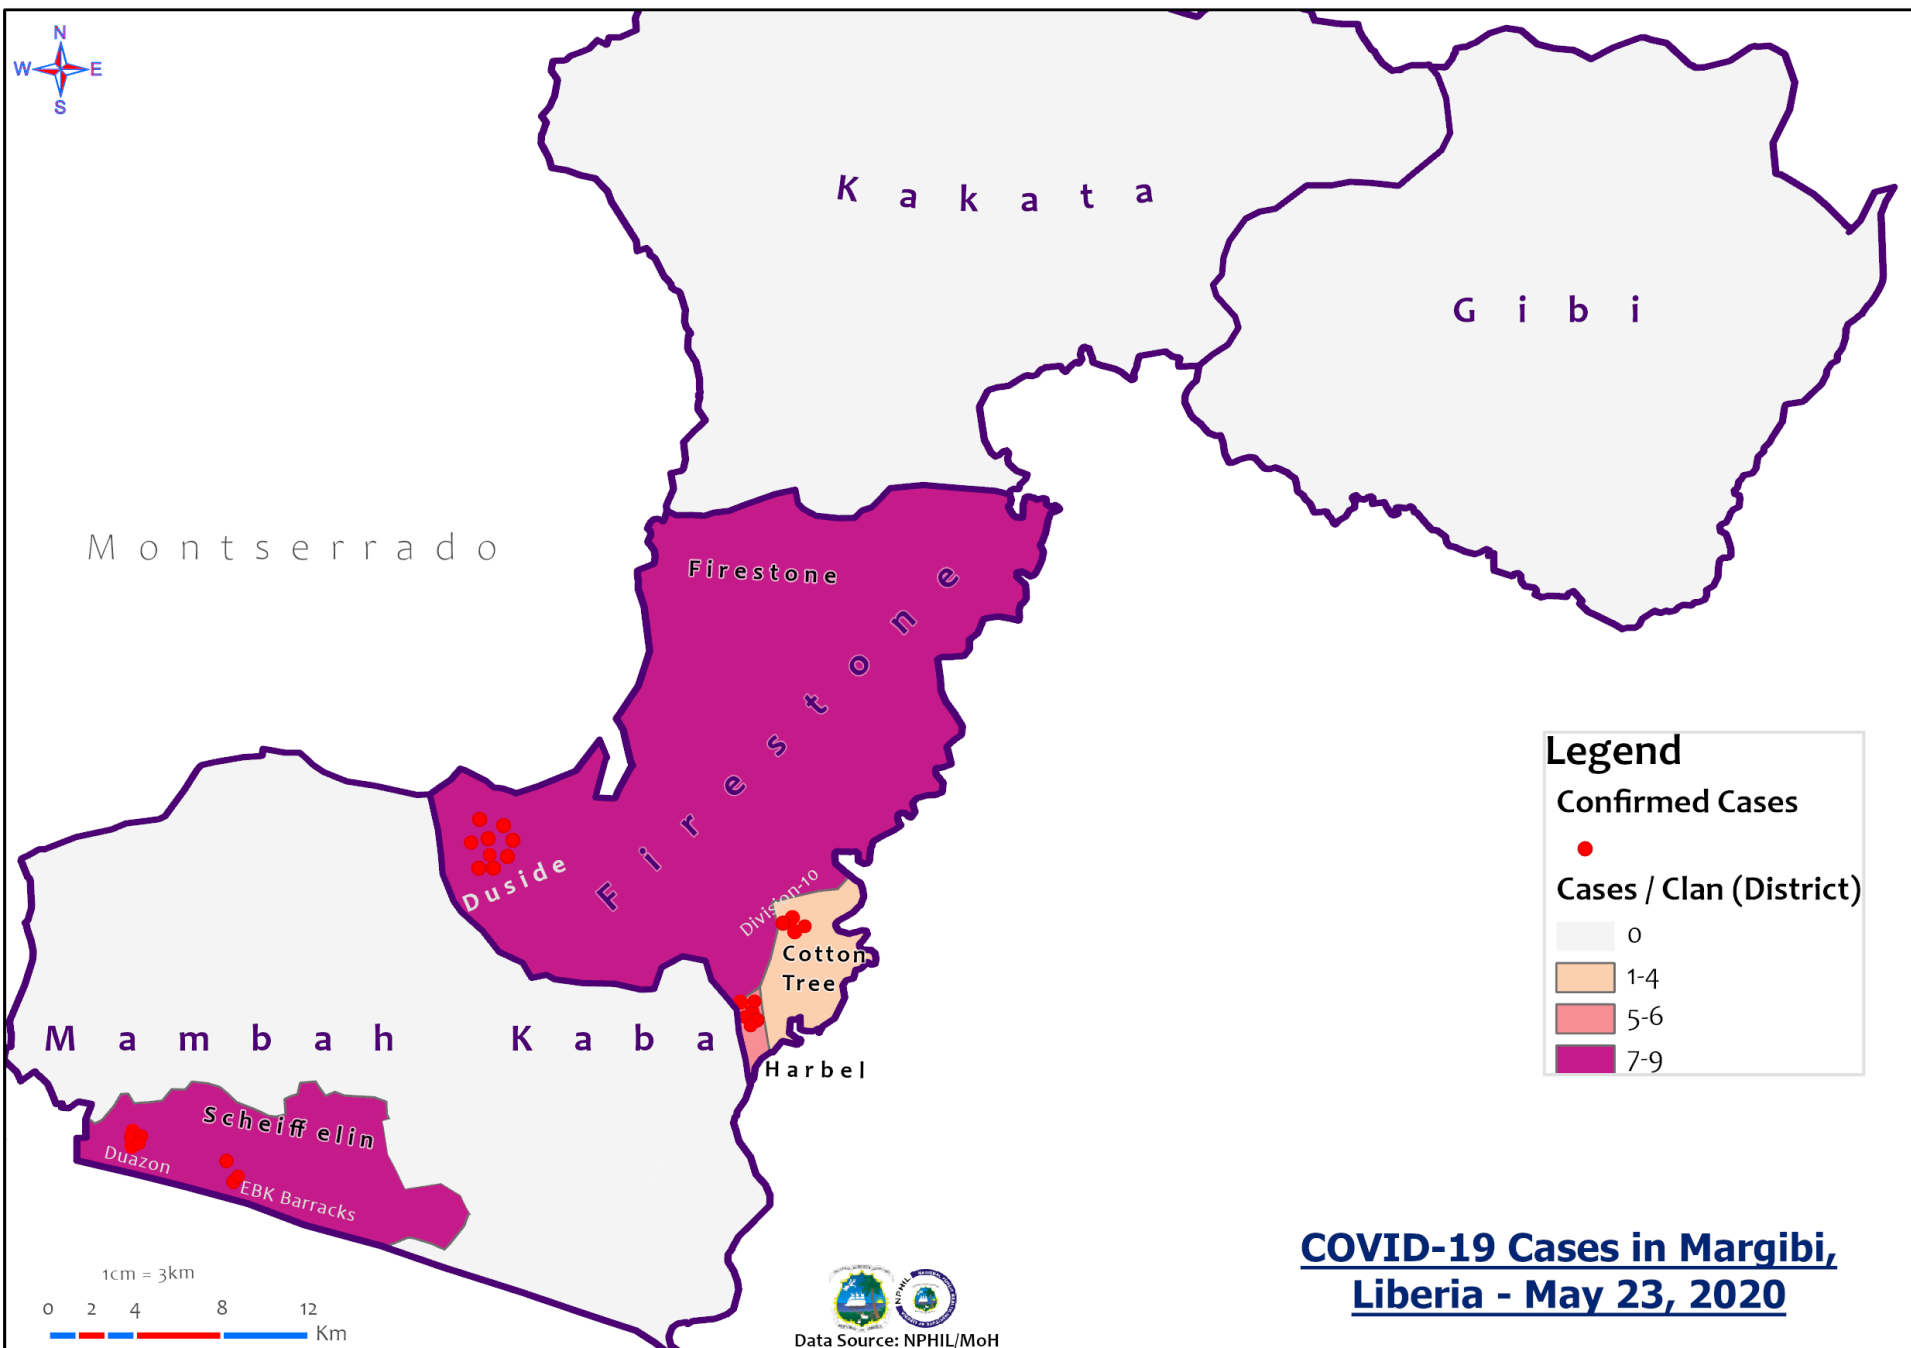 N
W E
S
Kakata
Gibi
Montserrado
Firestone
Firestone
Duside
Division-10
Cotton
Tree
Mambah Kaba
Harbel
Scheiffelin
Duazon
EBK Barracks
Legend
Confirmed Cases
Cases / Clan (District)
0
1-4
5-6
7-9
1cm = 3km
0 2 4 8 12
Km
Data Source: NPHIL/MoH
COVID-19 Cases in Margibi,
Liberia - May 23, 2020